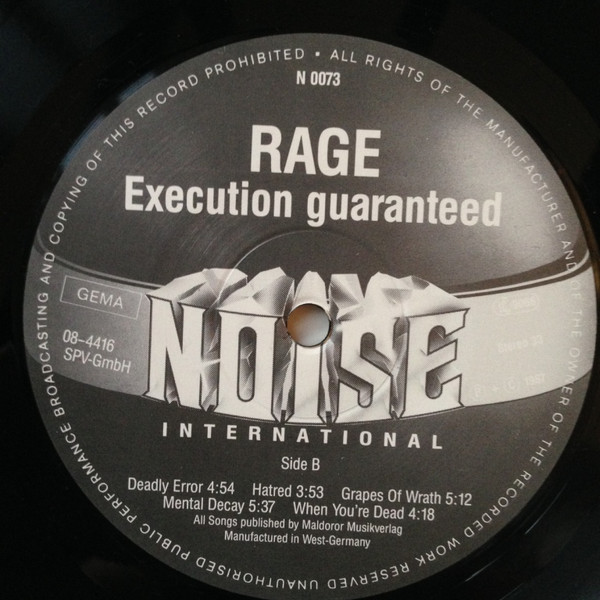 BROADCASTING AND COPYING OF THIS RECORD PROHIBITED • ALL RIGHTS OF THE MANUFACTURER AND OF THE OWNER OF THE RECORDED WORK RESERVED UNAUTHORISED PUBLIC PERFORMANCE
N 0073
RAGE
Execution guaranteed
GEMA
08-4416
SPV-GmbH
NOISE
INTERNATIONAL
Side B
Deadly Error 4:54 Hatred 3:53 Grapes Of Wrath 5:12
Mental Decay 5:37 When You're Dead 4:18
All Songs published by Maldoror Musikverlag
Manufactured in West-Germany